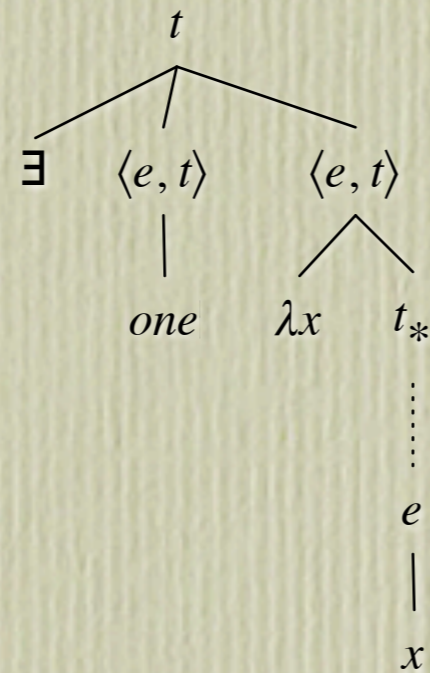 t
∃ ⟨e, t⟩ ⟨e, t⟩
one λx t*
e
x